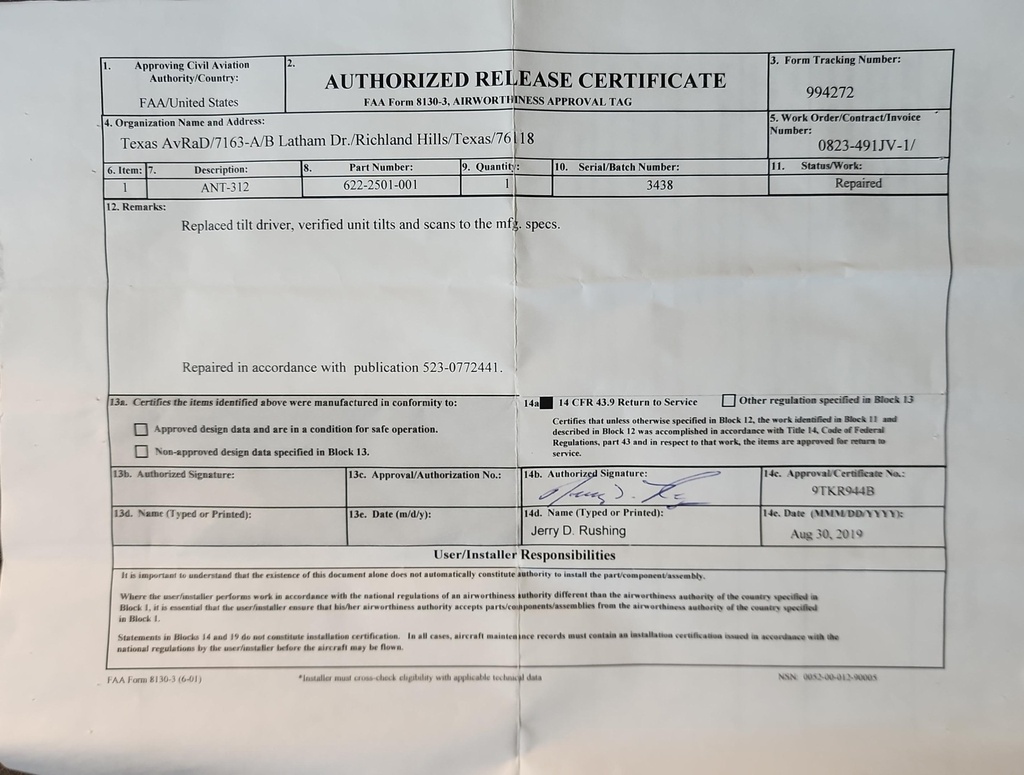 1. Approving Civil Aviation Authority/Country:
FAA/United States
2.
AUTHORIZED RELEASE CERTIFICATE
FAA Form 8130-3, AIRWORTHINESS APPROVAL TAG
3. Form Tracking Number:
994272
4. Organization Name and Address:
Texas AvRaD/7163-A/B Latham Dr./Richland Hills/Texas/76118
5. Work Order/Contract/Invoice
Number:
0823-491JV-1/
6. Item: 7. Description: 8. Part Number: 9. Quantity: 10. Serial/Batch Number: 11. Status/Work:
1 ANT-312 622-2501-001 1 3438 Repaired
12. Remarks:
Replaced tilt driver, verified unit tilts and scans to the mfg. specs.
Repaired in accordance with publication 523-0772441.
13a. Certifies the items identified above were manufactured in conformity to:
Approved design data and are in a condition for safe operation.
Non-approved design data specified in Block 13.
14a 14 CFR 43.9 Return to Service Other regulation specified in Block 13
Certifies that unless otherwise specified in Block 12, the work identified in Block 11 and
described in Block 12 was accomplished in accordance with Title 14, Code of Federal
Regulations, part 43 and in respect to that work, the items are approved for return to
service.
13b. Authorized Signature: 13c. Approval/Authorization No.:
14b. Authorized Signature: 14c. Approval/Certificate No.:
9TKR944B
13d. Name (Typed or Printed): 13e. Date (m/d/y):
14d. Name (Typed or Printed): 14e. Date (MMM/DD/YYYY):
Jerry D. Rushing Aug 30, 2019
User/Installer Responsibilities
It is important to understand that the existence of this document alone does not automatically constitute authority to install the part/component/assembly.
Where the user/installer performs work in accordance with the national regulations of an airworthiness authority different than the airworthiness authority of the country specified in
Block 1, it is essential that the user/installer ensure that his/her airworthiness authority accepts parts/components/assemblies from the airworthiness authority of the country specified
in Block 1.
Statements in Blocks 14 and 19 do not constitute installation certification. In all cases, aircraft maintenance records must contain an installation certification issued in accordance with the
national regulations by the user/installer before the aircraft may be flown.
FAA Form 8130-3 (6-01) *Installer must cross-check eligibility with applicable technical data NSN: 0052-00-012-90005